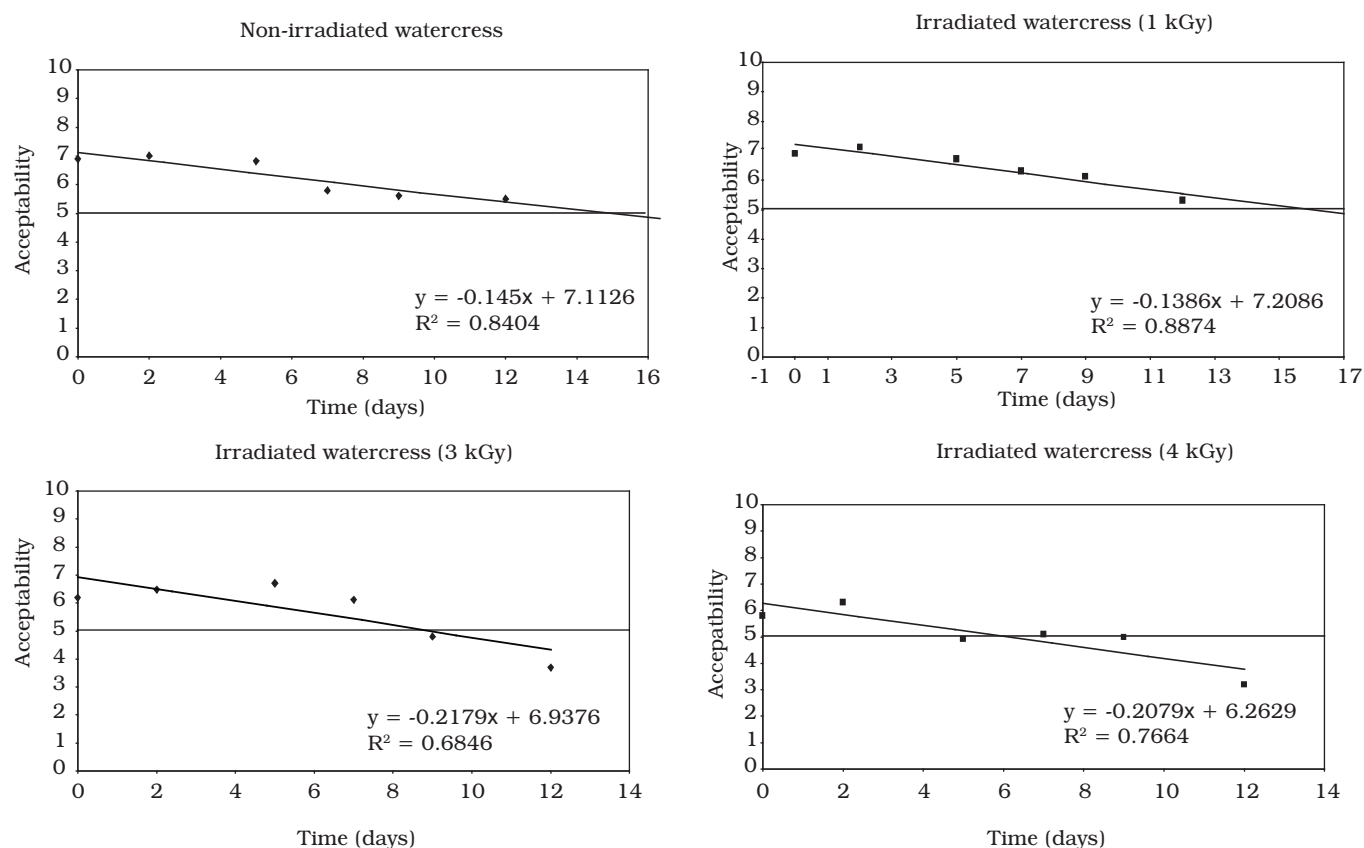 Non-irradiated watercress
10
9
8
7
6
5
4
3
2
1
0
Acceptability
y = -0.145x + 7.1126
R² = 0.8404
0 2 4 6 8 10 12 14 16
Time (days)
Irradiated watercress (1 kGy)
10
9
8
7
6
5
4
3
2
1
0
Acceptability
y = -0.1386x + 7.2086
R² = 0.8874
-1 0 1 3 5 7 9 11 13 15 17
Time (days)
Irradiated watercress (3 kGy)
10
9
8
7
6
5
4
3
2
1
0
Acceptability
y = -0.2179x + 6.9376
R² = 0.6846
0 2 4 6 8 10 12 14
Time (days)
Irradiated watercress (4 kGy)
10
9
8
7
6
5
4
3
2
1
0
Accepatbility
y = -0.2079x + 6.2629
R² = 0.7664
0 2 4 6 8 10 12 14
Time (days)